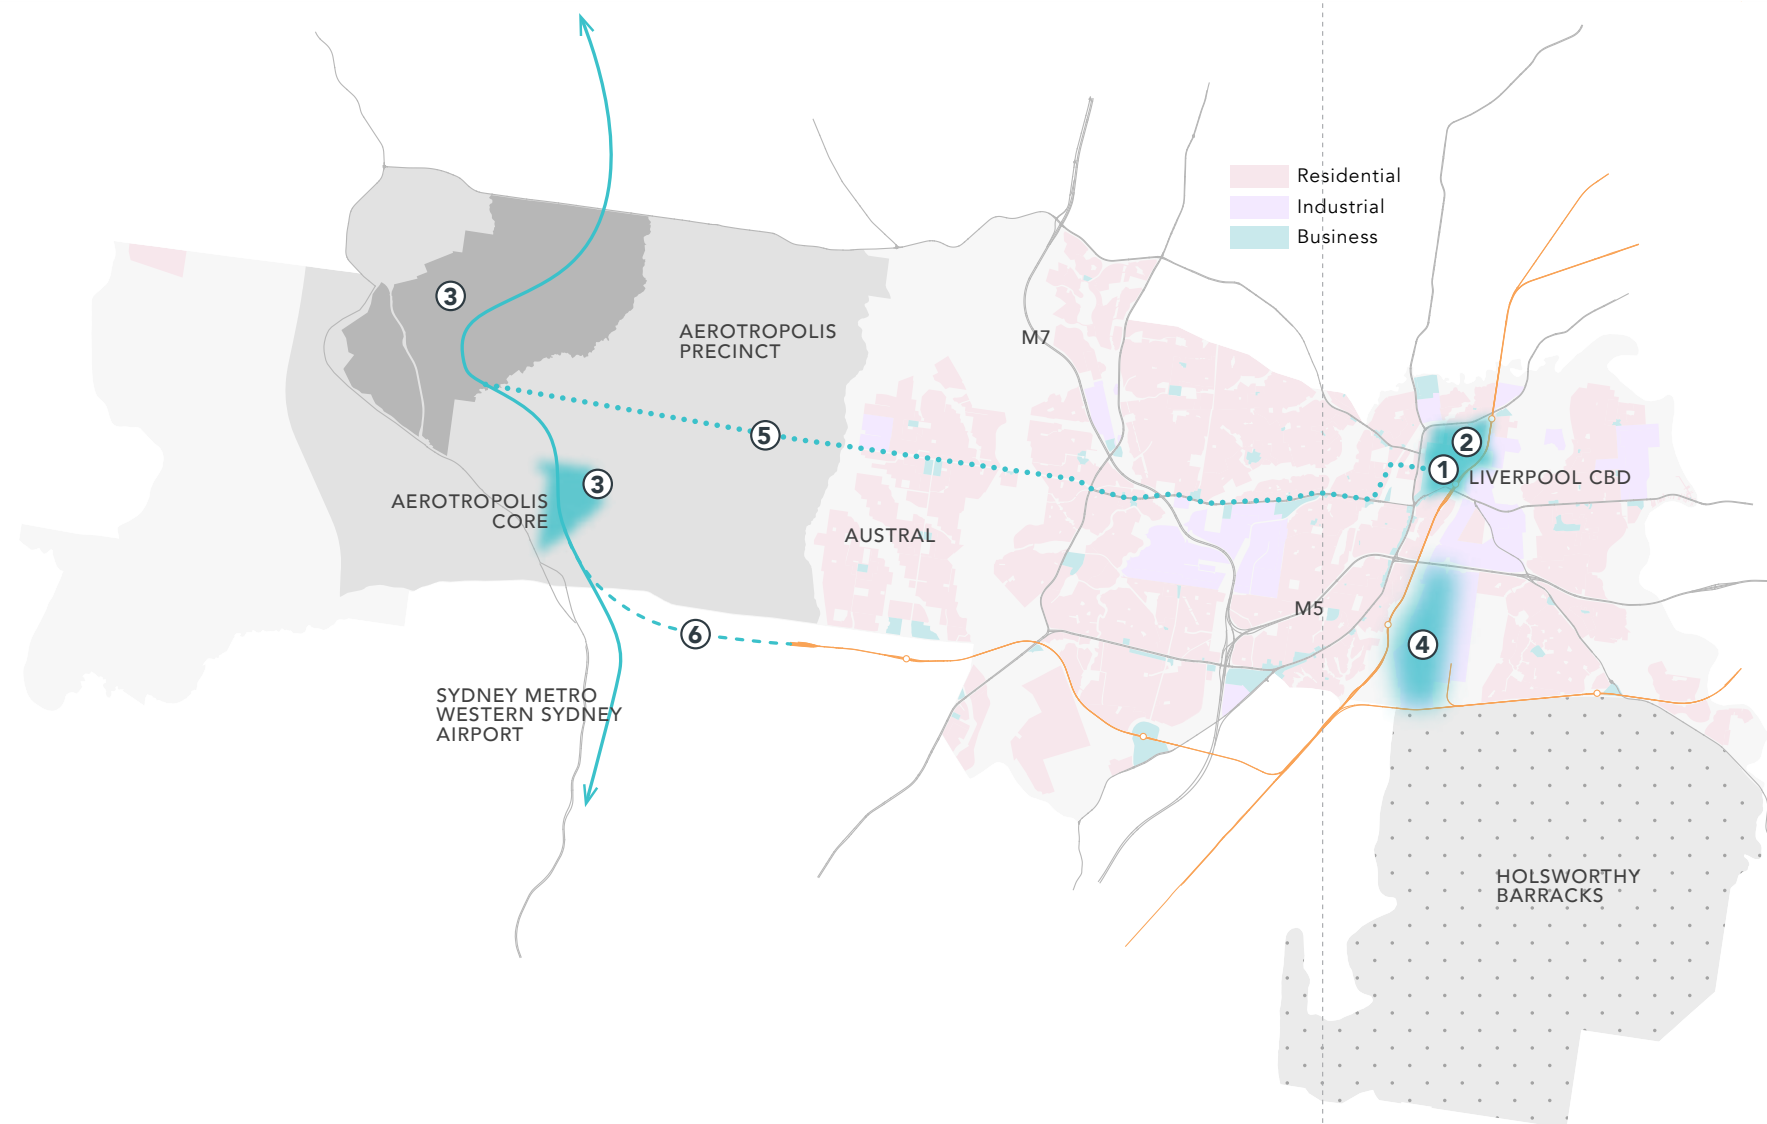 Residential
Industrial
Business
3
AEROTROPOLIS
PRECINCT
M7
5
2
1
LIVERPOOL CBD
3
AEROTROPOLIS
CORE
AUSTRAL
M5
6
4
SYDNEY METRO
WESTERN SYDNEY
AIRPORT
HOLSWORTHY
BARRACKS